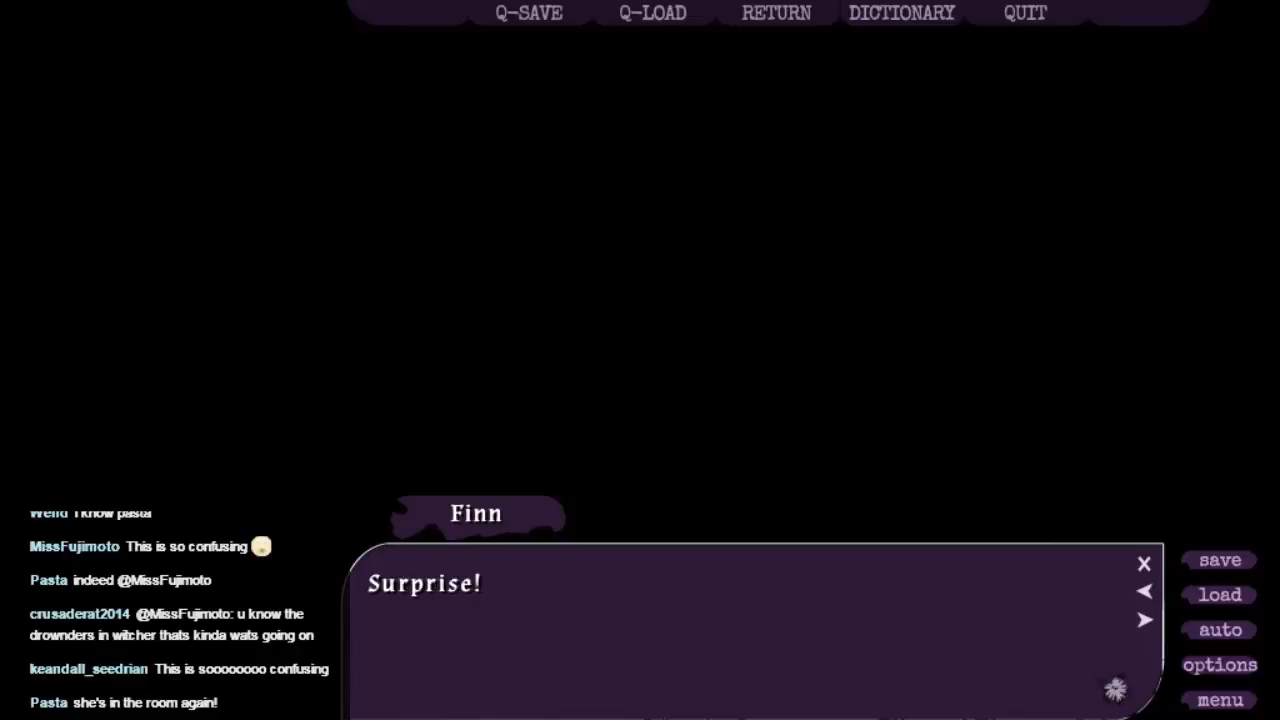 Q-SAVE Q-LOAD RETURN DICTIONARY QUIT
Finn
Surprise!
X
save
load
auto
options
menu
Welfd I know pasta
MissFujimoto This is so confusing
Pasta indeed @MissFujimoto
crusaderat2014 @MissFujimoto: u know the
drownders in witcher thats kinda wats going on
keandall_seedrian This is soooooooo confusing
Pasta she's in the room again!